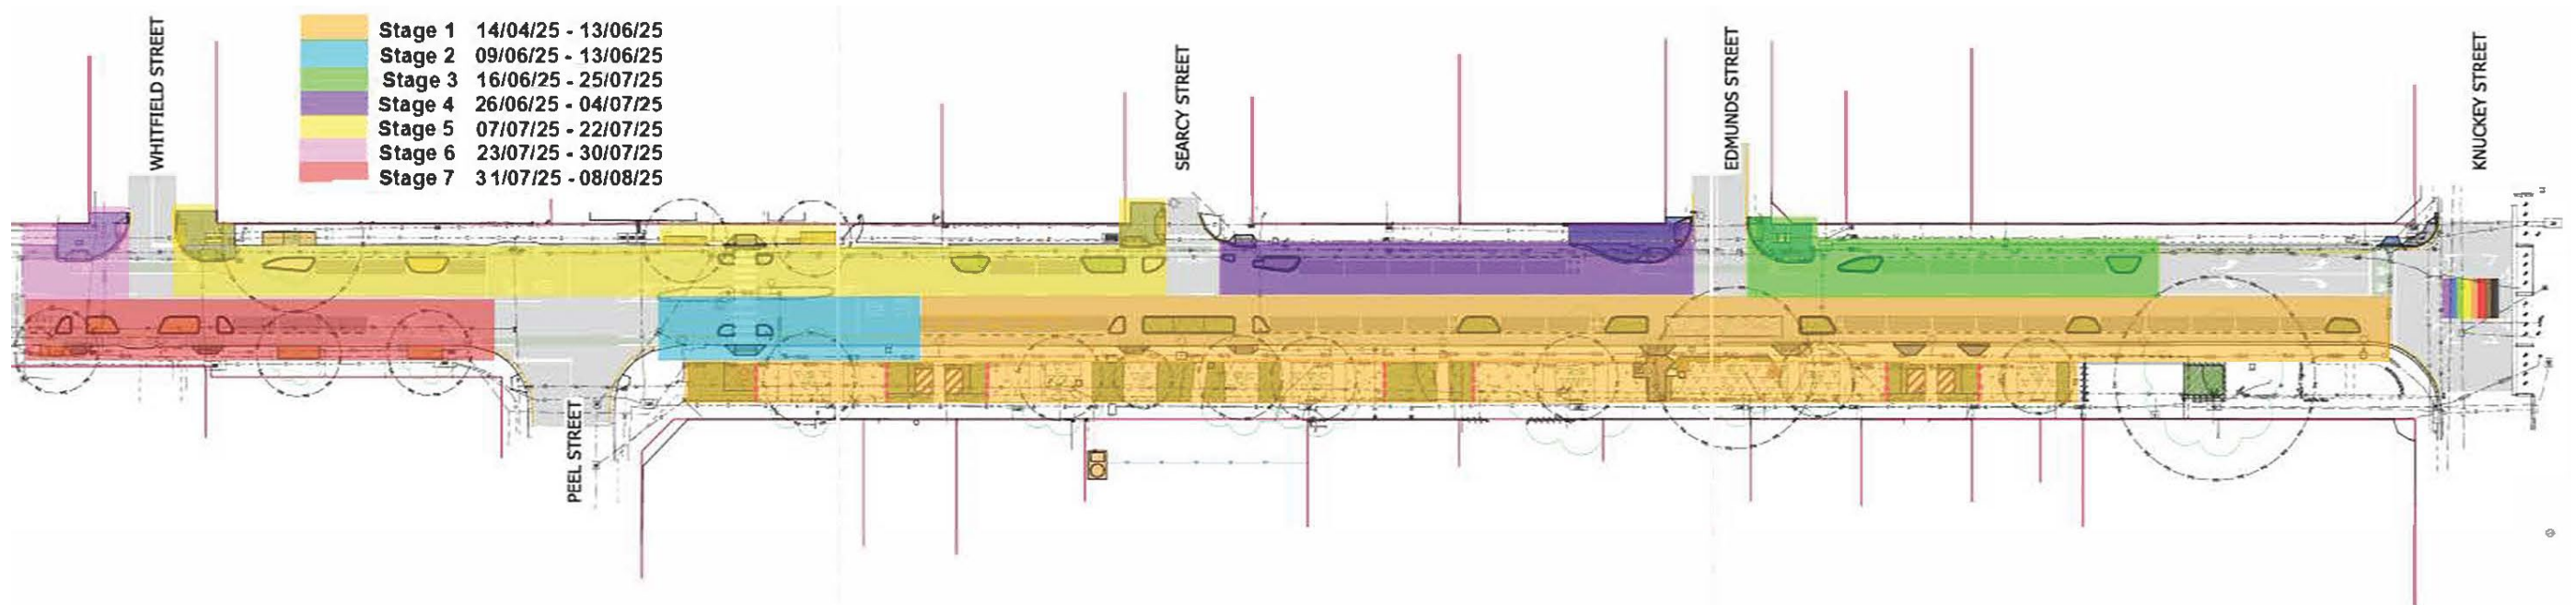 WHITFIELD STREET
Stage 1 14/04/25 - 13/06/25
Stage 2 09/06/25 - 13/06/25
Stage 3 16/06/25 - 25/07/25
Stage 4 26/06/25 - 04/07/25
Stage 5 07/07/25 - 22/07/25
Stage 6 23/07/25 - 30/07/25
Stage 7 31/07/25 - 08/08/25
SEARCY STREET
EDMUNDS STREET
KNUCKEY STREET
PEEL STREET